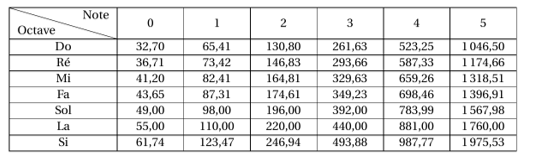 Note
Octave 0 1 2 3 4 5
Do 32,70 65,41 130,80 261,63 523,25 1 046,50
Ré 36,71 73,42 146,83 293,66 587,33 1 174,66
Mi 41,20 82,41 164,81 329,63 659,26 1 318,51
Fa 43,65 87,31 174,61 349,23 698,46 1 396,91
Sol 49,00 98,00 196,00 392,00 783,99 1 567,98
La 55,00 110,00 220,00 440,00 881,00 1 760,00
Si 61,74 123,47 246,94 493,88 987,77 1 975,53